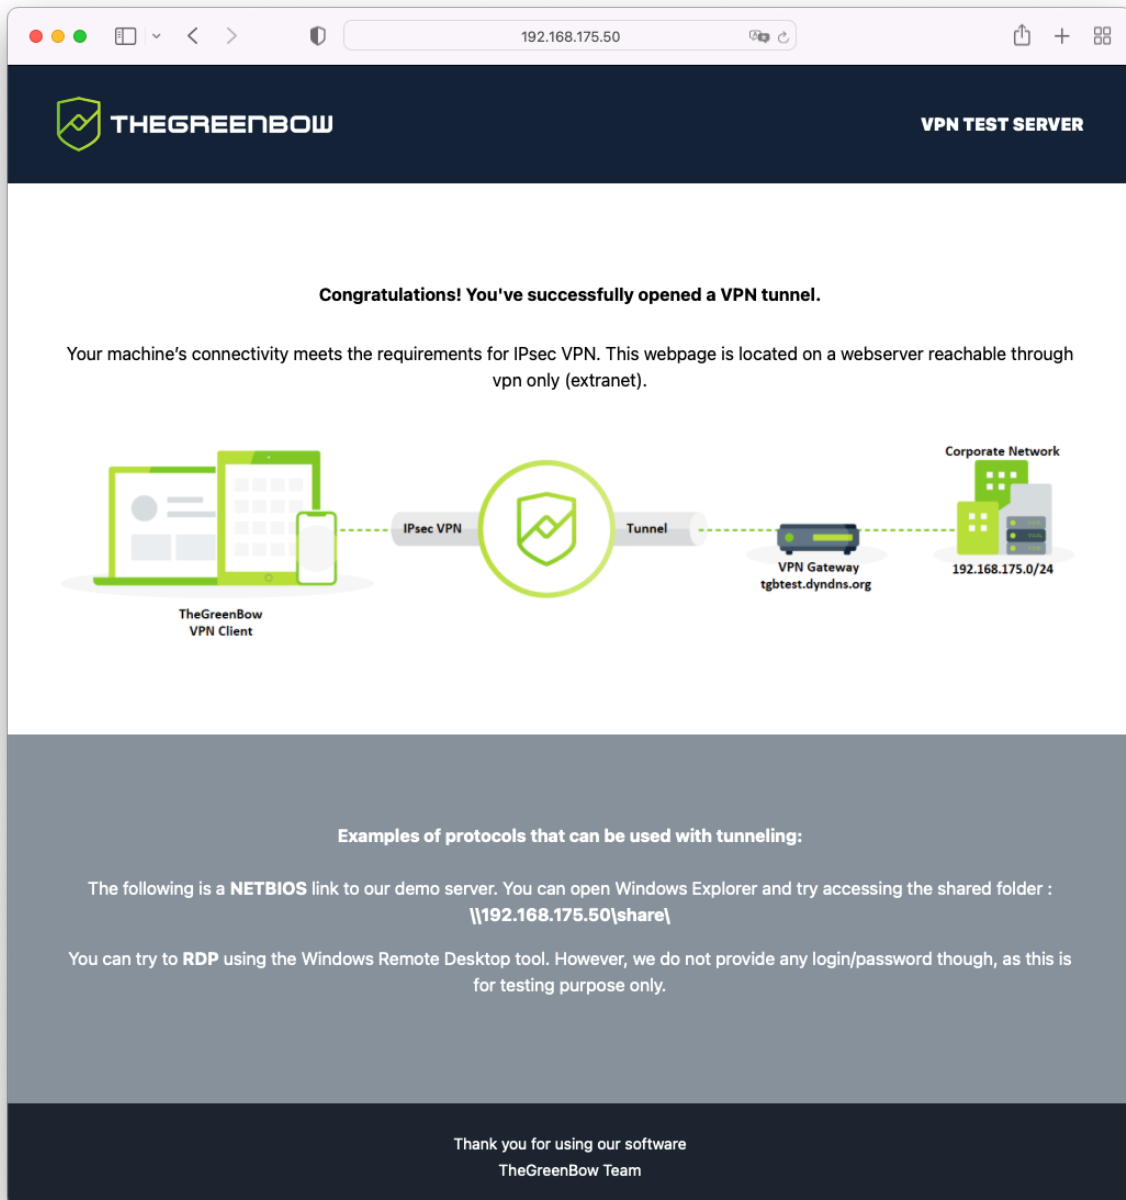 192.168.175.50
THEGREENBOW
VPN TEST SERVER
Congratulations! You've successfully opened a VPN tunnel.
Your machine’s connectivity meets the requirements for IPsec VPN. This webpage is located on a webserver reachable through
vpn only (extranet).
Corporate Network
IPsec VPN
Tunnel
VPN Gateway
tgbtest.dyndns.org
192.168.175.0/24
TheGreenBow
VPN Client
Examples of protocols that can be used with tunneling:
The following is a NETBIOS link to our demo server. You can open Windows Explorer and try accessing the shared folder :
\\192.168.175.50\share\
You can try to RDP using the Windows Remote Desktop tool. However, we do not provide any login/password though, as this is
for testing purpose only.
Thank you for using our software
TheGreenBow Team